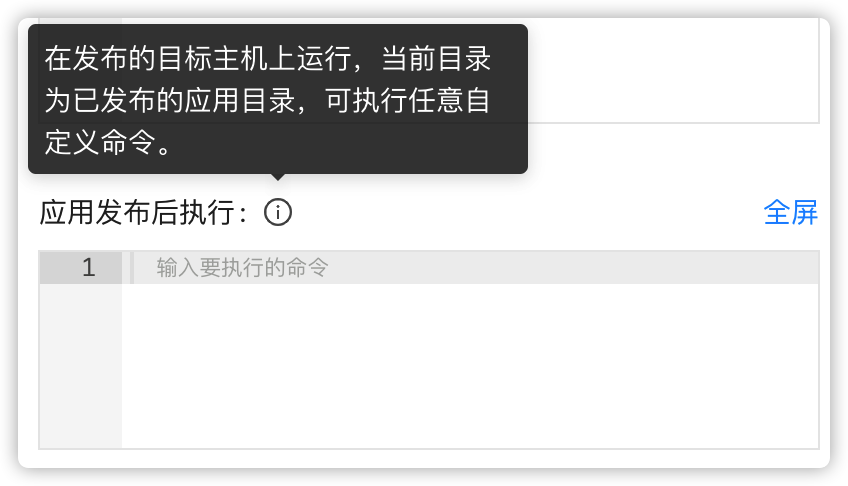 在发布的目标主机上运行，当前目录
为已发布的应用目录，可执行任意自
定义命令。
应用发布后执行：
全屏
1
输入要执行的命令